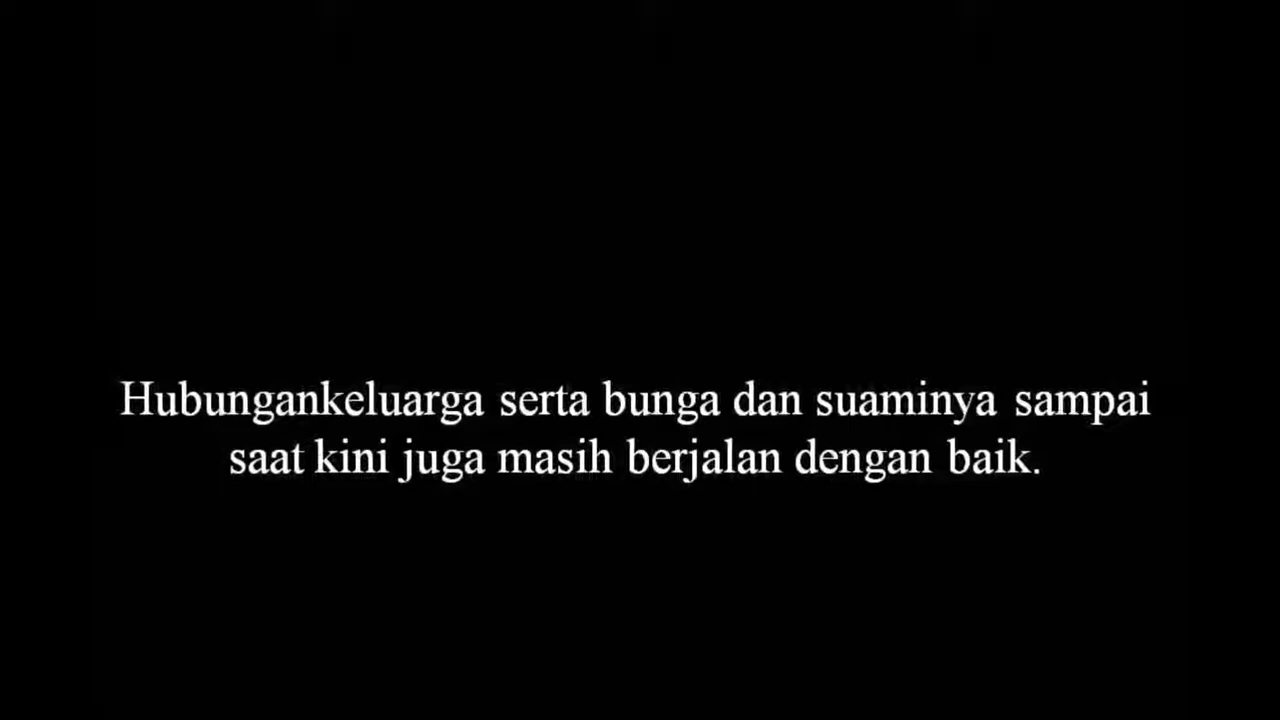 Hubungankeluarga serta bunga dan suaminya sampai
saat kini juga masih berjalan dengan baik.